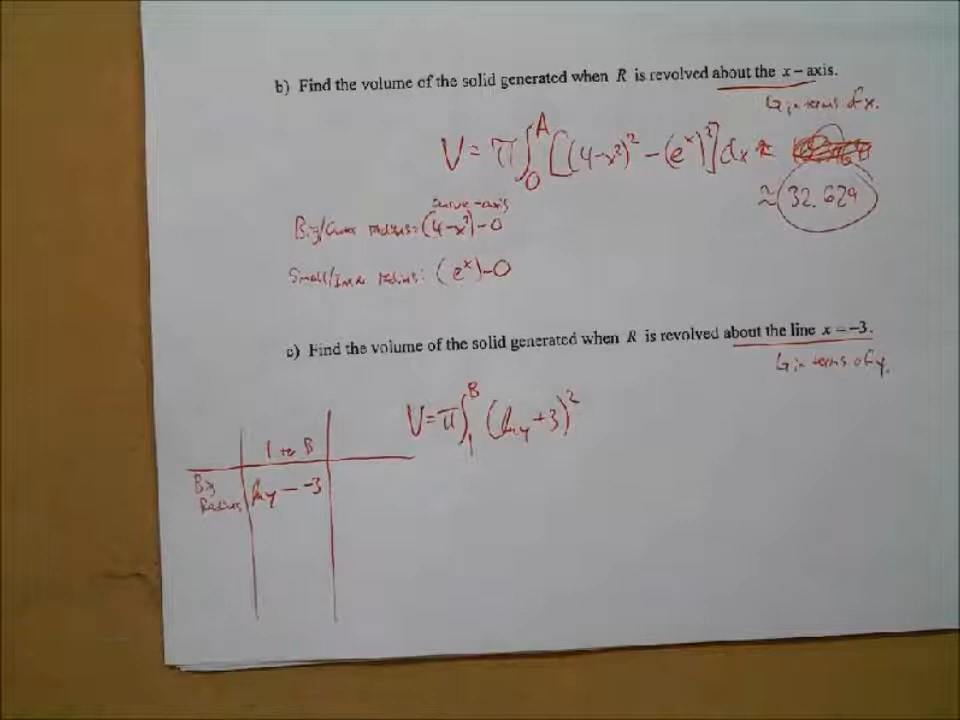 b) Find the volume of the solid generated when R is revolved about the x – axis.
↳ in terms of x.
V = π∫₀ᴬ [(4-x²)² - (eˣ)²] dx ≈
≈ 32.629
curve - axis
Big/Outer radius: (4-x²)-0
Small/Inner radius: (eˣ)-0
c) Find the volume of the solid generated when R is revolved about the line x = –3.
↳ in terms of y.
V = π∫₁ᴮ (ln y + 3)²
1 to B
Big Radius ln y - -3